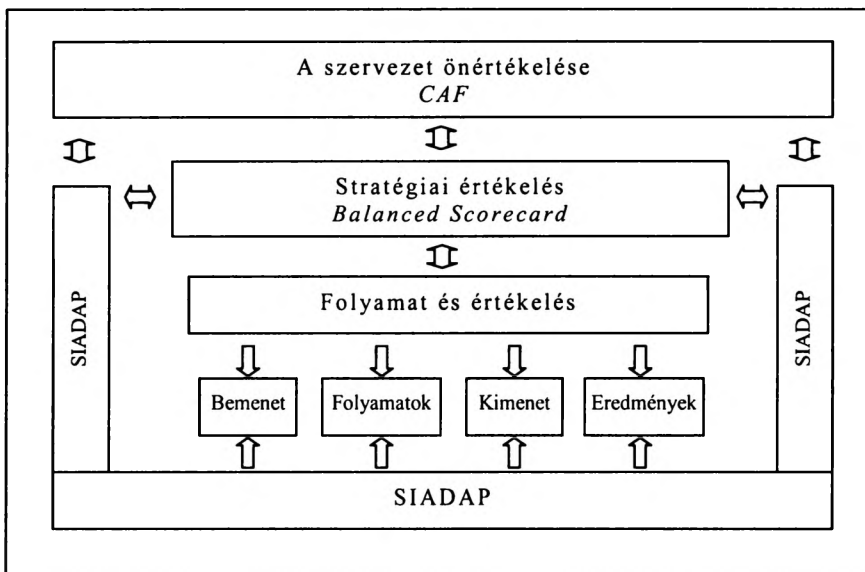 A szervezet önértékelése
CAF
Stratégiai értékelés
Balanced Scorecard
Folyamat és értékelés
SIADAP
SIADAP
Bemenet
Folyamatok
Kimenet
Eredmények
SIADAP